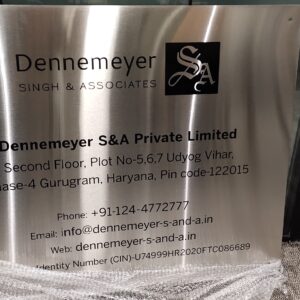 Dennemeyer
SINGH & ASSOCIATES
S&A
Dennemeyer S&A Private Limited
Second Floor, Plot No-5,6,7 Udyog Vihar,
ase-4 Gurugram, Haryana, Pin code-122015
Phone: +91-124-4772777
Email: info@dennemeyer-s-and-a.in
Web: dennemeyer-s-and-a.in
Identity Number (CIN)-U74999HR2020FTC086689